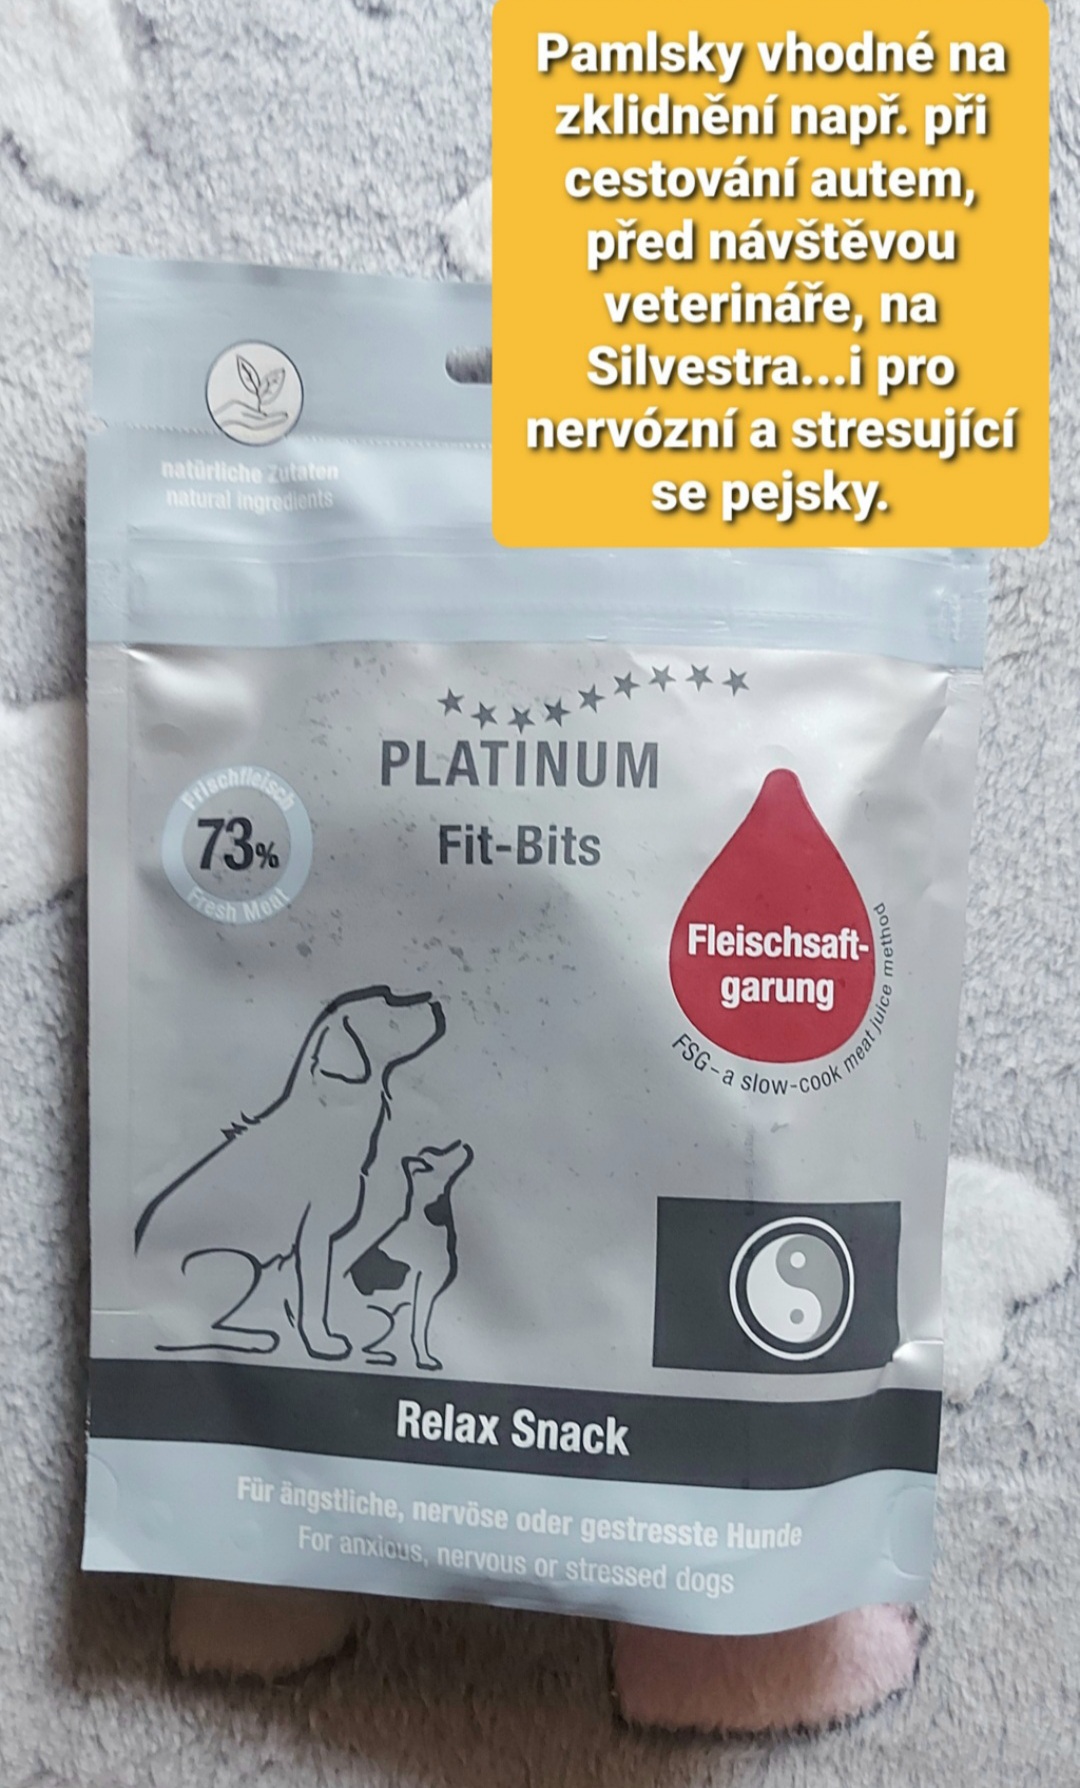 Pamlsky vhodné na
zklidnění např. při
cestování autem,
před návštěvou
veterináře, na
Silvestra...i pro
nervózní a stresující
se pejsky.
natürliche Zutaten
natural ingredients
PLATINUM
Fit-Bits
Frischfleisch
73%
Fresh Meat
Fleischsaft-
garung
FSG - a slow-cook meat juice method
Relax Snack
Für ängstliche, nervöse oder gestresste Hunde
For anxious, nervous or stressed dogs